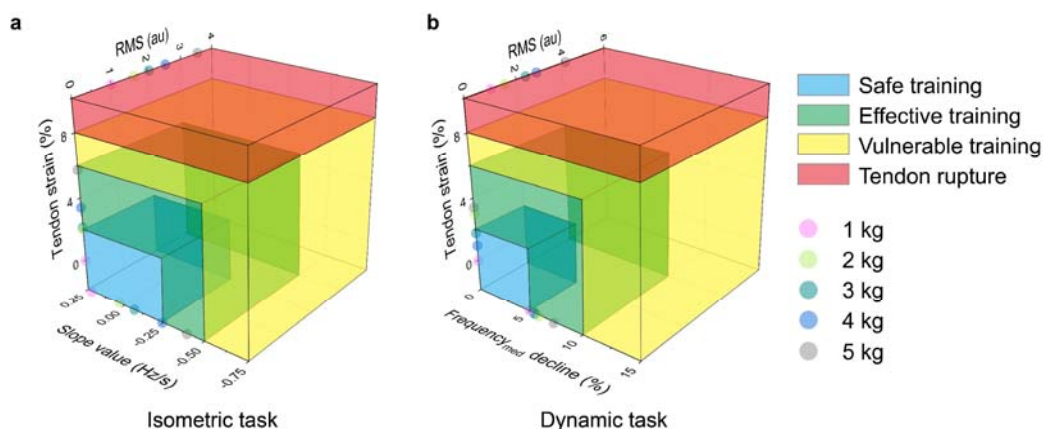 a
RMS (au)
0
1
2
3
4
Tendon strain (%)
8
4
0
0.25
0.00
-0.25
-0.50
-0.75
Slope value (Hz/s)
Isometric task
b
RMS (au)
0
2
4
6
Tendon strain (%)
8
4
0
0
5
10
15
Frequencymed decline (%)
Dynamic task
Safe training
Effective training
Vulnerable training
Tendon rupture
1 kg
2 kg
3 kg
4 kg
5 kg